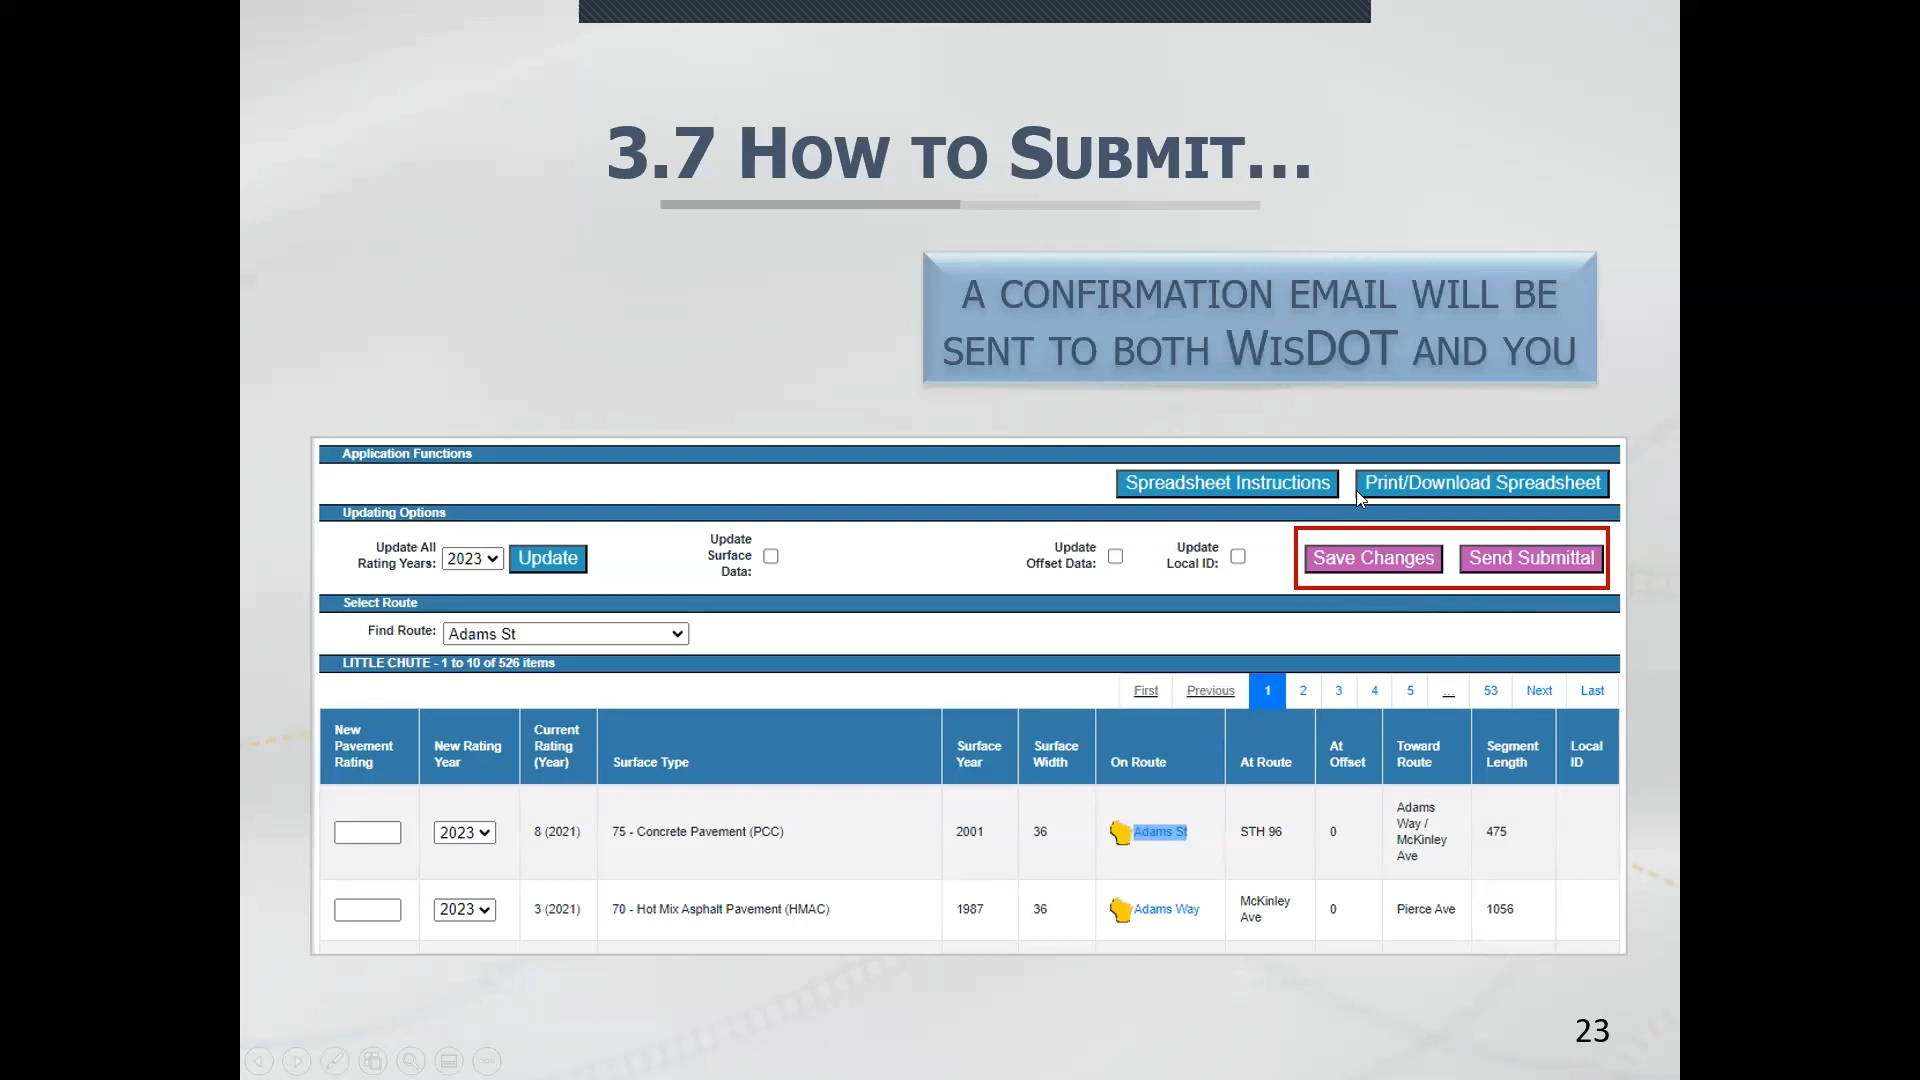 3.7 How to Submit...
A CONFIRMATION EMAIL WILL BE
SENT TO BOTH WISDOT AND YOU
Application Functions
Spreadsheet Instructions Print/Download Spreadsheet
Updating Options
Update All Rating Years: 2023 Update Update Surface Data: Update Offset Data: Update Local ID: Save Changes Send Submittal
Select Route
Find Route: Adams St
LITTLE CHUTE - 1 to 10 of 526 items
First Previous 1 2 3 4 5 ... 53 Next Last
New Pavement Rating New Rating Year Current Rating (Year) Surface Type Surface Year Surface Width On Route At Route At Offset Toward Route Segment Length Local ID
2023 8 (2021) 75 - Concrete Pavement (PCC) 2001 36 Adams St STH 96 0 Adams Way / McKinley Ave 475
2023 3 (2021) 70 - Hot Mix Asphalt Pavement (HMAC) 1987 36 Adams Way McKinley Ave 0 Pierce Ave 1056
23